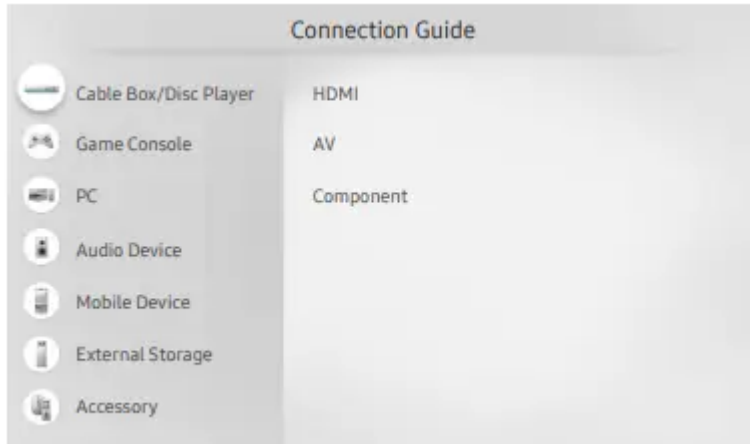 Connection Guide
Cable Box/Disc Player
Game Console
PC
Audio Device
Mobile Device
External Storage
Accessory
HDMI
AV
Component